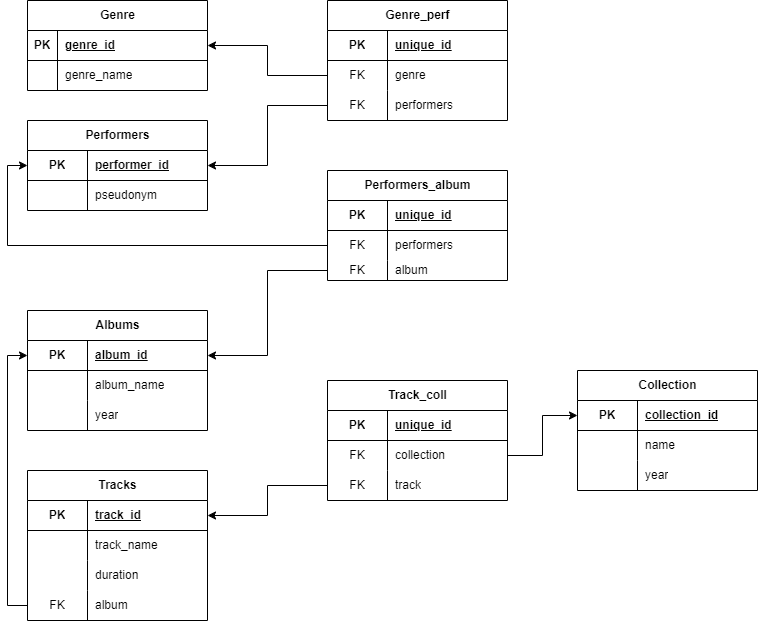 Genre
PK genre_id
genre_name
Genre_perf
PK unique_id
FK genre
FK performers
Performers
PK performer_id
pseudonym
Performers_album
PK unique_id
FK performers
FK album
Albums
PK album_id
album_name
year
Track_coll
PK unique_id
FK collection
FK track
Collection
PK collection_id
name
year
Tracks
PK track_id
track_name
duration
FK album